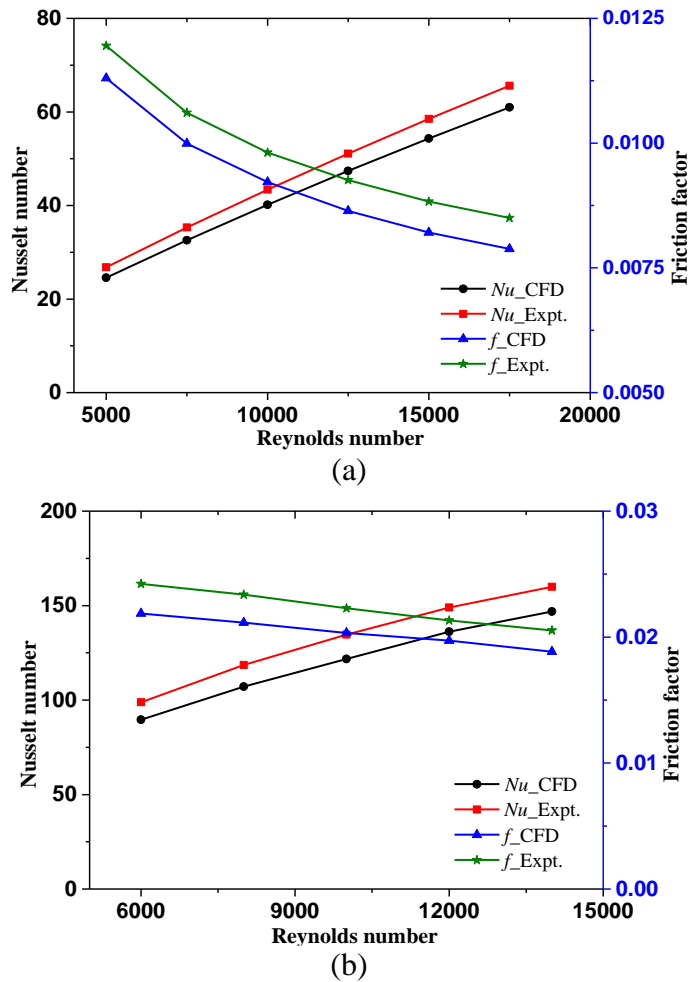 80
60
40
20
0
Nusselt number
5000
10000
15000
20000
Reynolds number
0.0125
0.0100
0.0075
0.0050
Friction factor
Nu_CFD
Nu_Expt.
f_CFD
f_Expt.
(a)
200
150
100
50
0
Nusselt number
6000
9000
12000
15000
Reynolds number
0.03
0.02
0.01
0.00
Friction factor
Nu_CFD
Nu_Expt.
f_CFD
f_Expt.
(b)